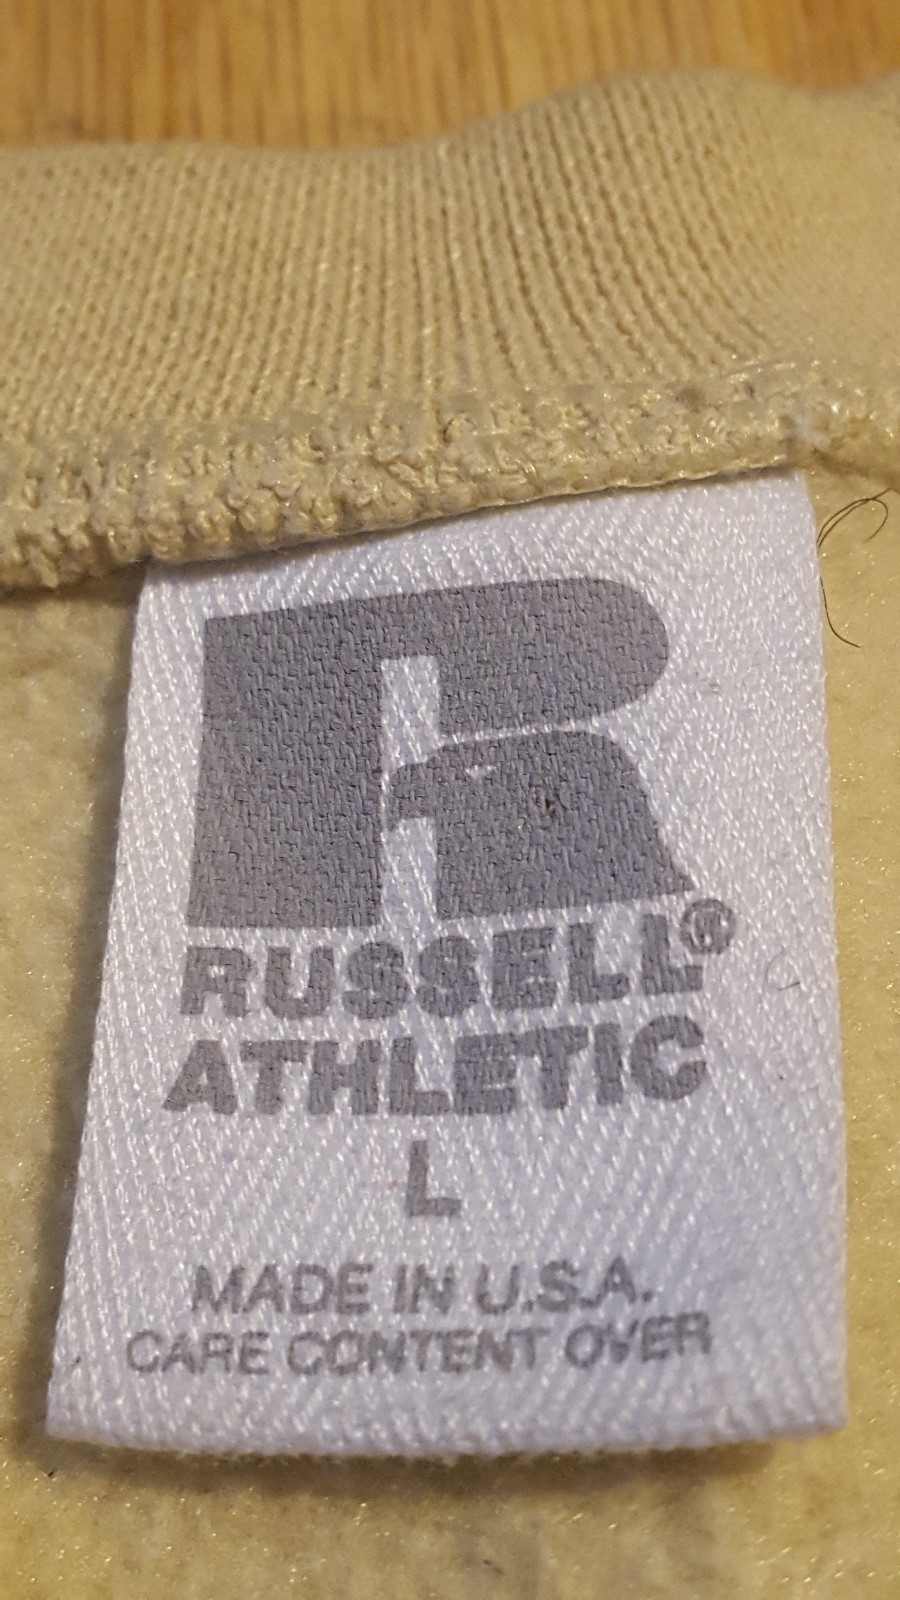 R
RUSSELL®
ATHLETIC
L
MADE IN U.S.A.
CARE CONTENT OVER